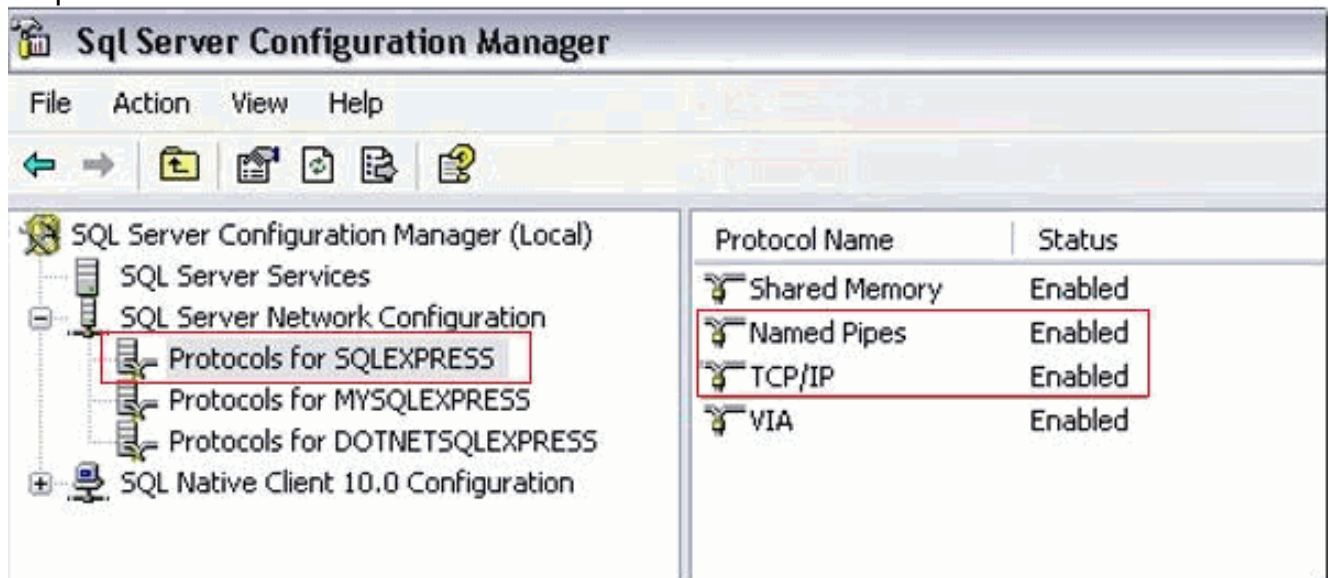 Sql Server Configuration Manager
File Action View Help
SQL Server Configuration Manager (Local)
SQL Server Services
SQL Server Network Configuration
Protocols for SQLEXPRESS
Protocols for MYSQLEXPRESS
Protocols for DOTNETSQLEXPRESS
SQL Native Client 10.0 Configuration
Protocol Name Status
Shared Memory Enabled
Named Pipes Enabled
TCP/IP Enabled
VIA Enabled